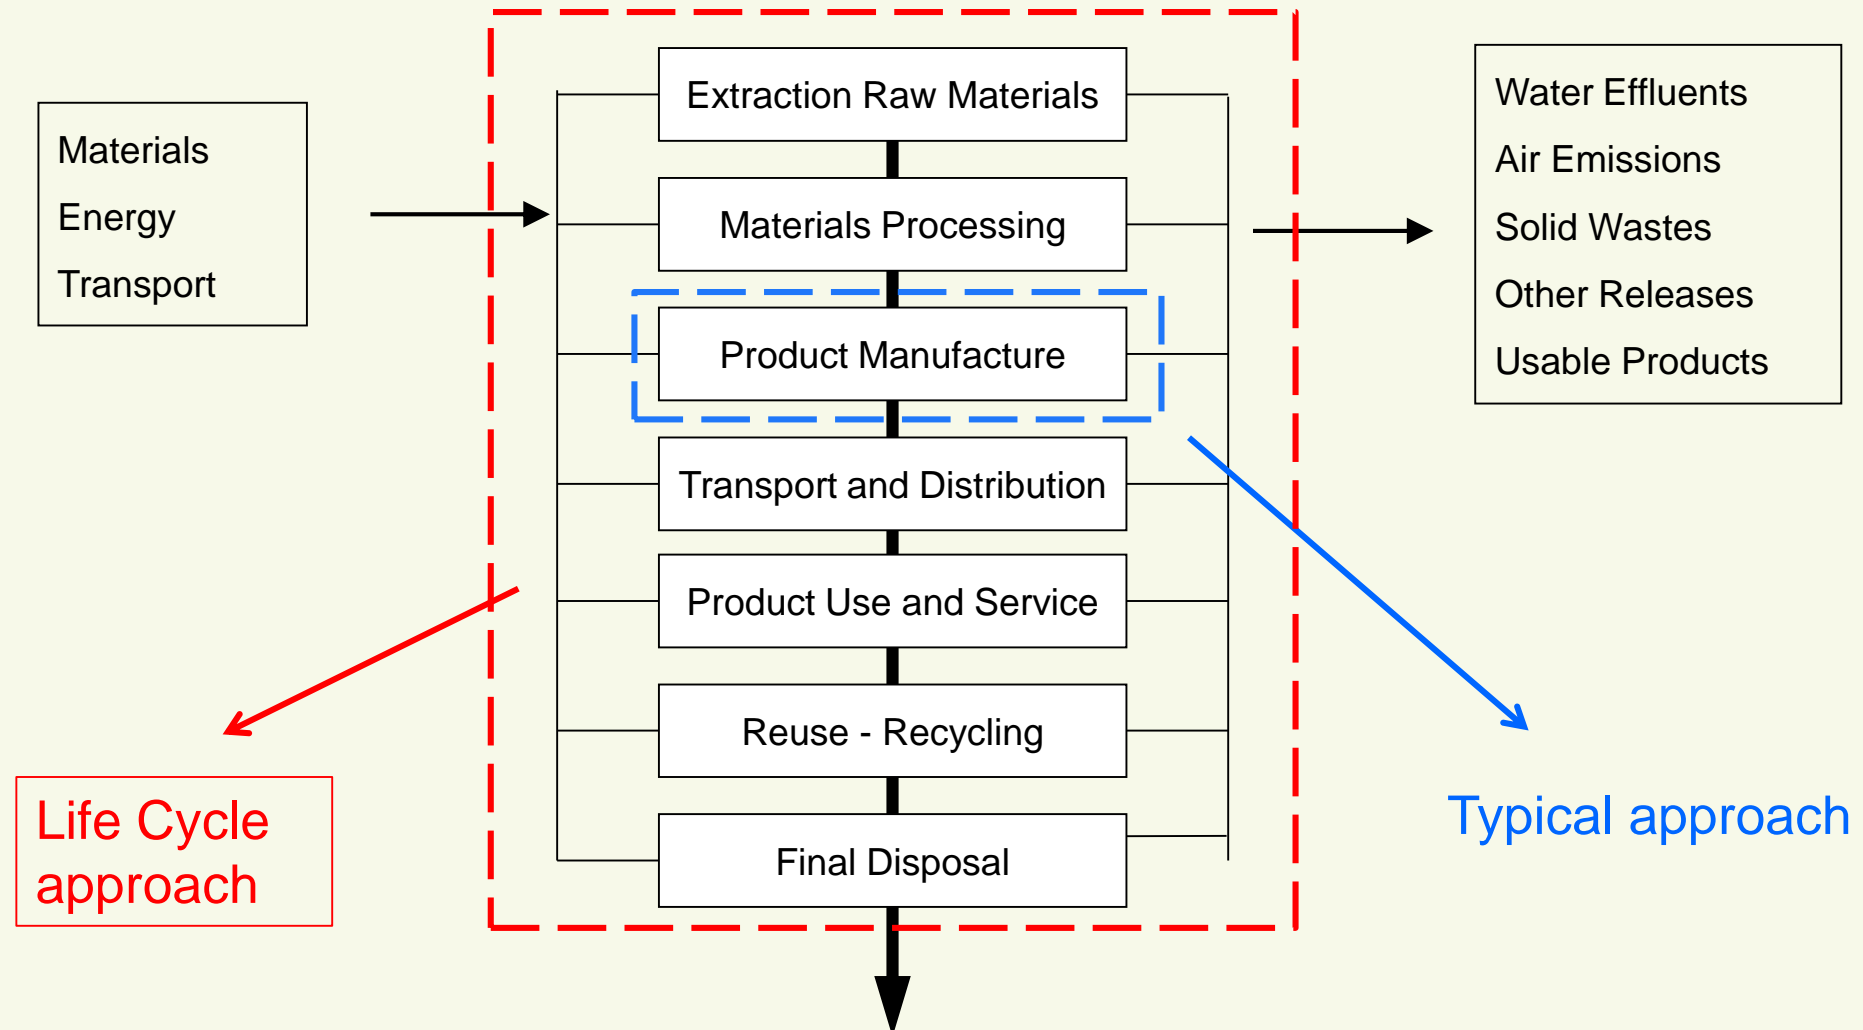 Materials
Energy
Transport
Extraction Raw Materials
Materials Processing
Product Manufacture
Transport and Distribution
Product Use and Service
Reuse - Recycling
Final Disposal
Water Effluents
Air Emissions
Solid Wastes
Other Releases
Usable Products
Life Cycle
approach
Typical approach